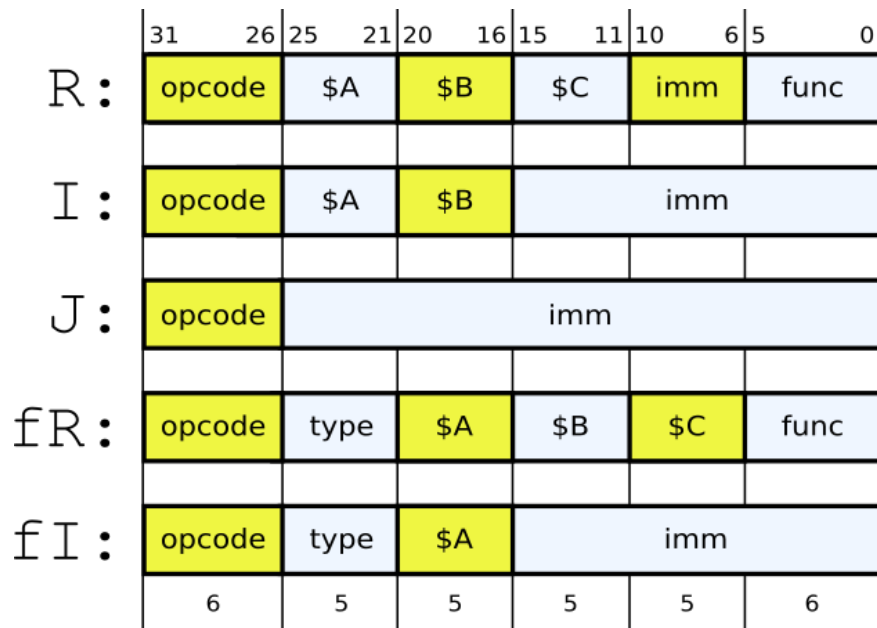 31 26 25 21 20 16 15 11 10 6 5 0
R: opcode $A $B $C imm func
I: opcode $A $B imm
J: opcode imm
fR: opcode type $A $B $C func
fI: opcode type $A imm
6 5 5 5 5 6